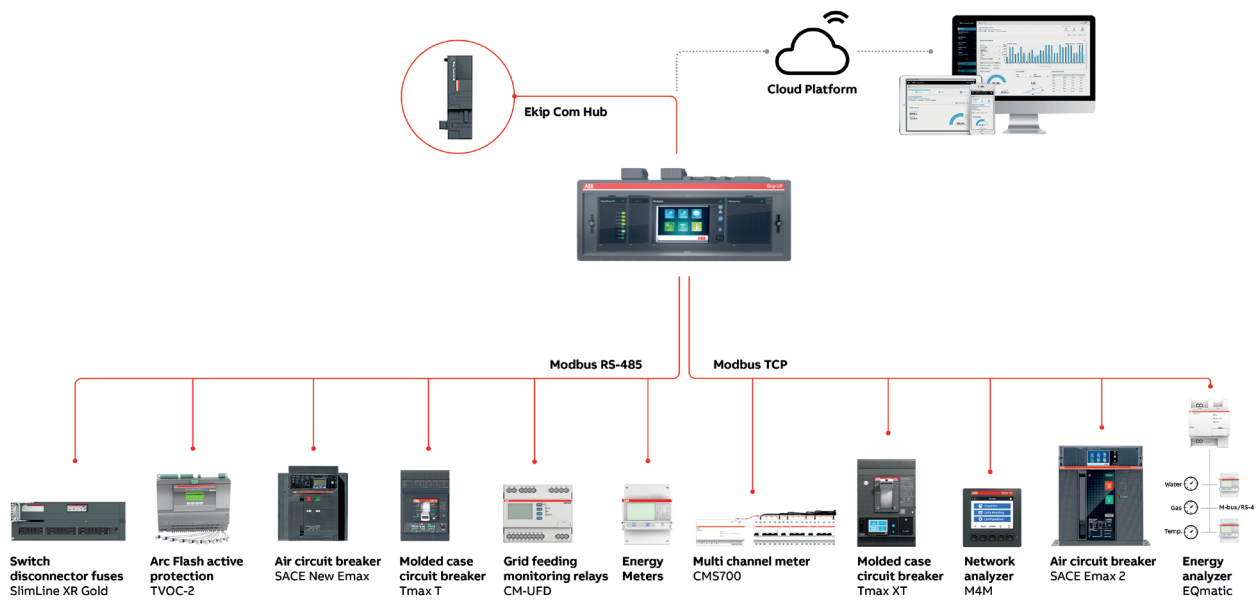 Cloud Platform
Ekip Com Hub
ABB
Ekip UP
Modbus RS-485
Modbus TCP
Switch
disconnector fuses
SlimLine XR Gold
Arc Flash active
protection
TVOC-2
Air circuit breaker
SACE New Emax
Molded case
circuit breaker
Tmax T
Grid feeding
monitoring relays
CM-UFD
Energy
Meters
Multi channel meter
CMS700
Molded case
circuit breaker
Tmax XT
Network
analyzer
M4M
Air circuit breaker
SACE Emax 2
Water
Gas
M-bus/RS-4
Temp.
Energy
analyzer
EQmatic